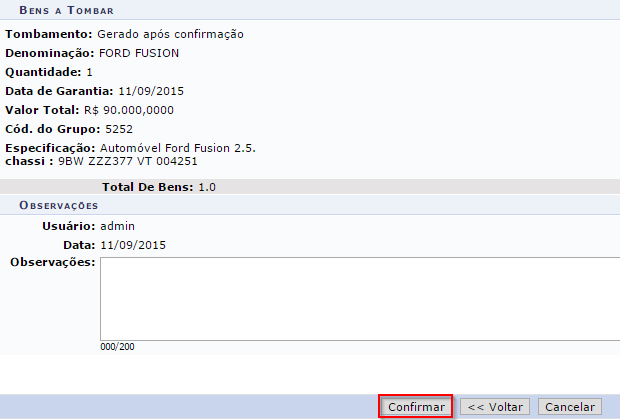 Bens a Tombar
Tombamento: Gerado após confirmação
Denominação: FORD FUSION
Quantidade: 1
Data de Garantia: 11/09/2015
Valor Total: R$ 90.000,0000
Cód. do Grupo: 5252
Especificação: Automóvel Ford Fusion 2.5.
chassi : 9BW ZZZ377 VT 004251
Total De Bens: 1.0
Observações
Usuário: admin
Data: 11/09/2015
Observações:
000/200
Confirmar << Voltar Cancelar